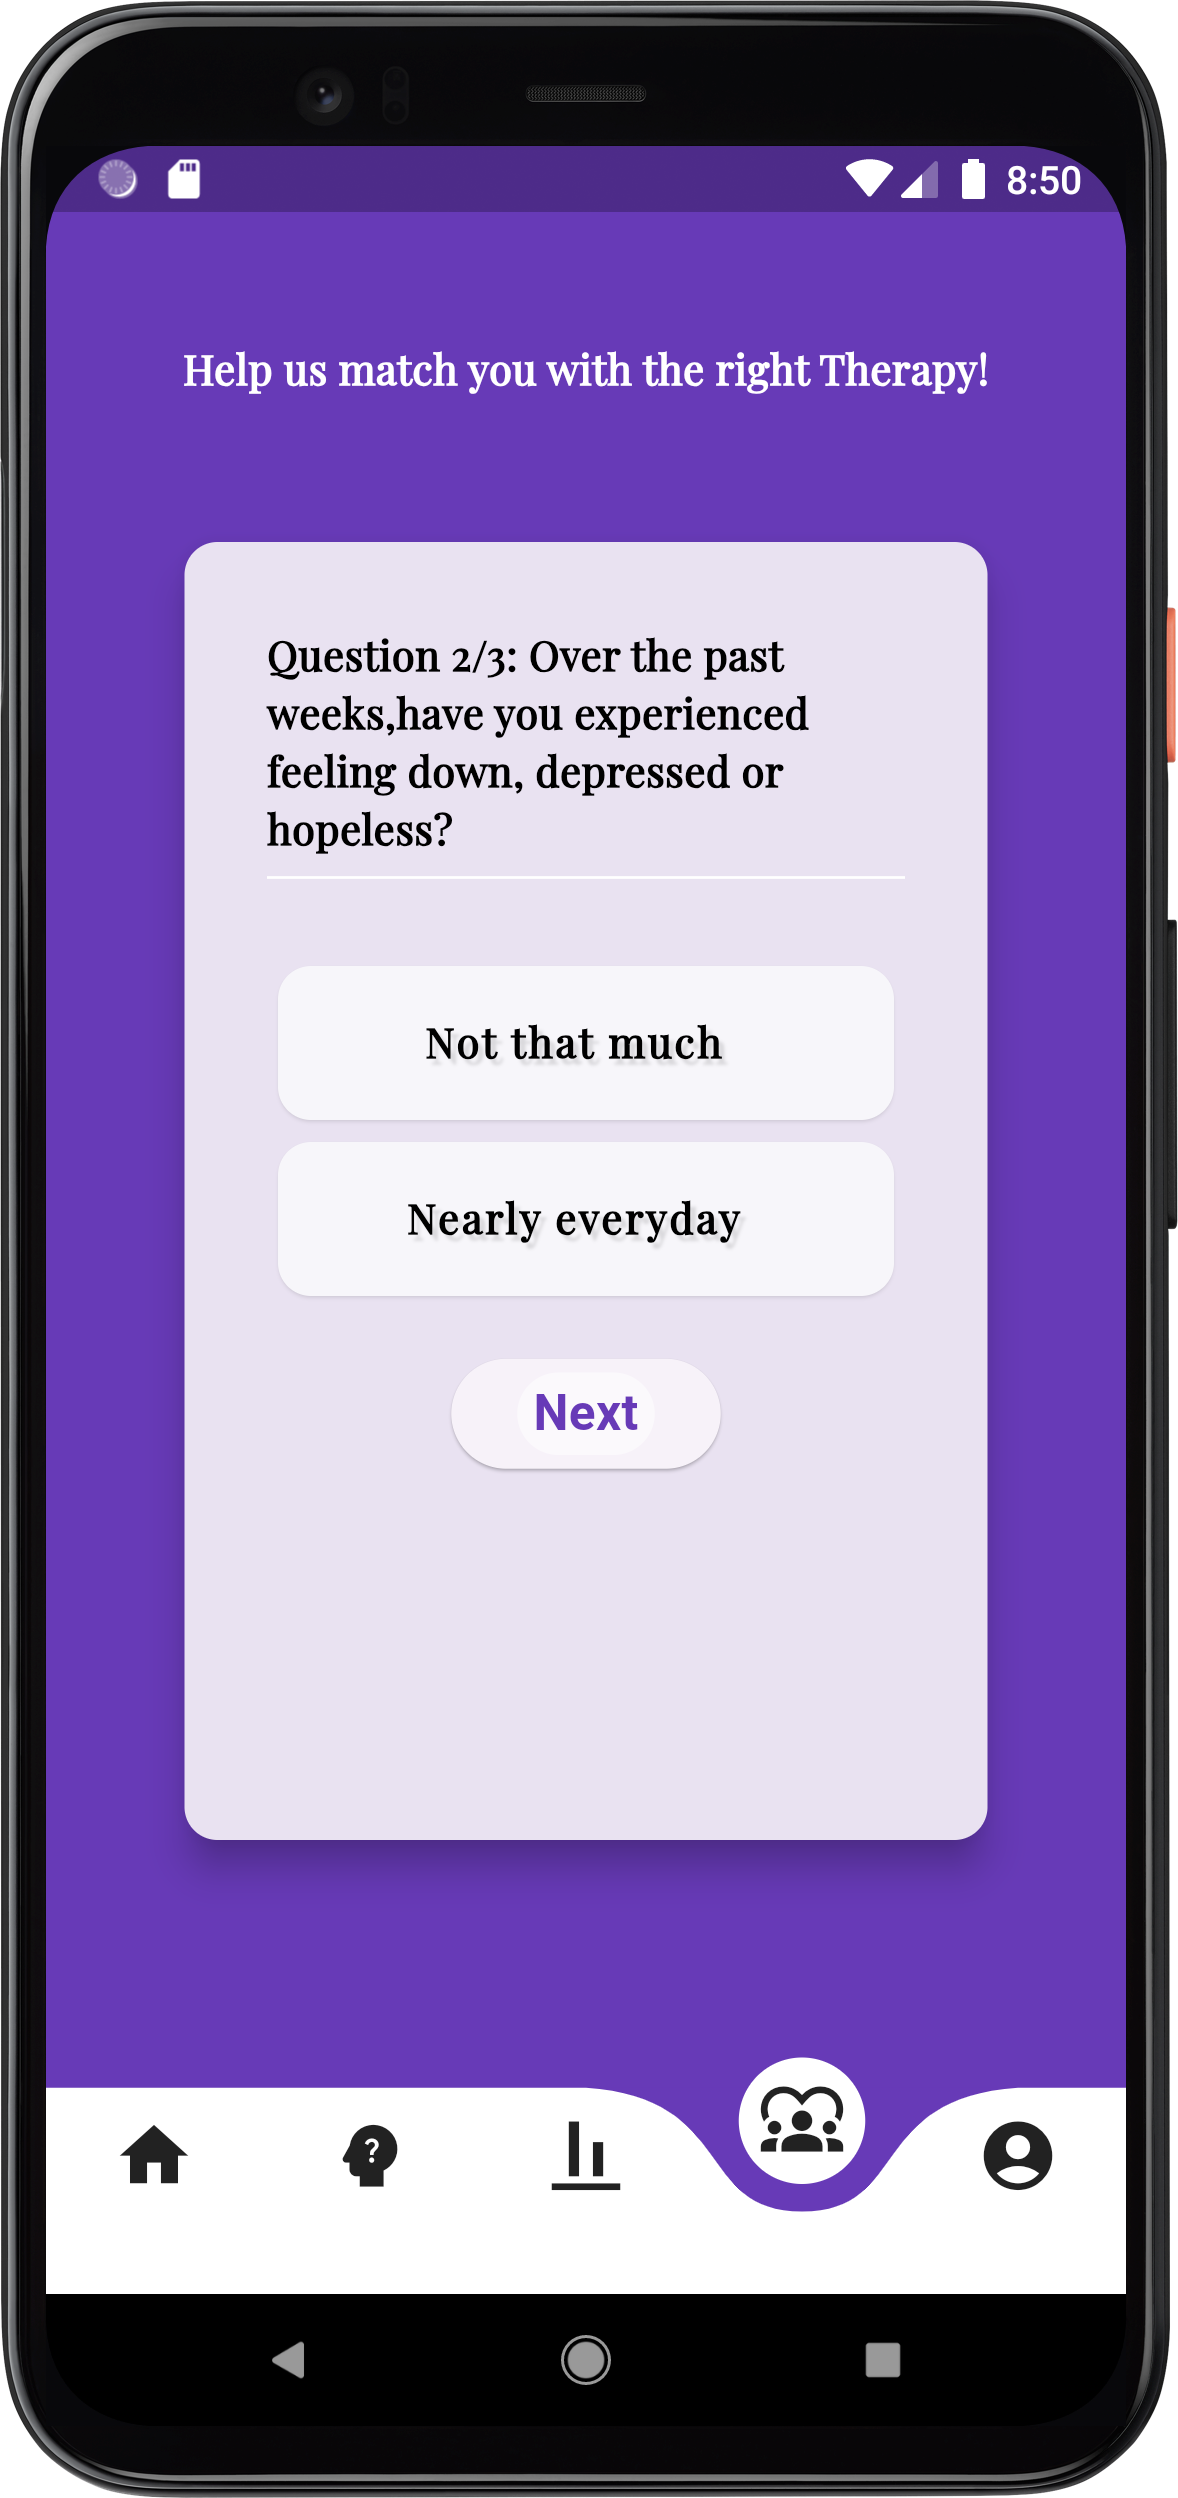 8:50
Help us match you with the right Therapy!
Question 2/3: Over the past
weeks,have you experienced
feeling down, depressed or
hopeless?
Not that much
Nearly everyday
Next
?